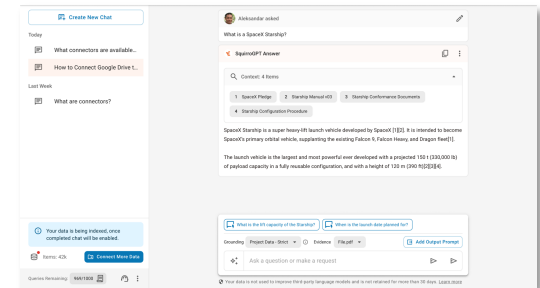 Create New Chat
Today
What connectors are available...
How to Connect Google Drive t...
Last Week
What are connectors?
Your data is being indexed, once
completed chat will be enabled.
Items: 42k
Connect More Data
Queries Remaining: 969/1000
Aleksandar asked
What is a SpaceX Starship?
SquirroGPT Answer
Context: 4 Items
1 SpaceX Pledge
2 Starship Manual v03
3 Starship Conformance Documents
4 Starship Configuration Procedure
SpaceX Starship is a super heavy-lift launch vehicle developed by SpaceX [1][2]. It is intended to become
SpaceX's primary orbital vehicle, supplanting the existing Falcon 9, Falcon Heavy, and Dragon fleet[1].
The launch vehicle is the largest and most powerful ever developed with a projected 150 t (330,000 lb)
of payload capacity in a fully reusable configuration, and with a height of 120 m (390 ft)[2][3][4].
What is the lift capacity of the Starship?
When is the launch date planned for?
Grounding
Project Data - Strict
Evidence
File.pdf
Add Output Prompt
Ask a question or make a request
Your data is not used to improve third-party language models and is not retained for more than 30 days. Learn more